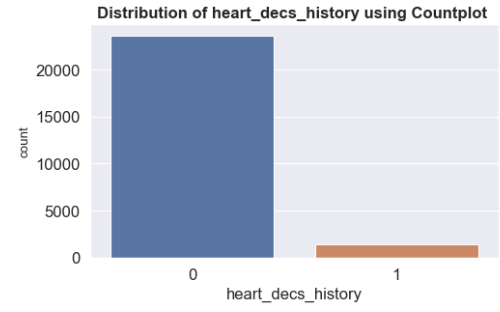 Distribution of heart_decs_history using Countplot
20000
15000
10000
5000
0
count
0 1
heart_decs_history